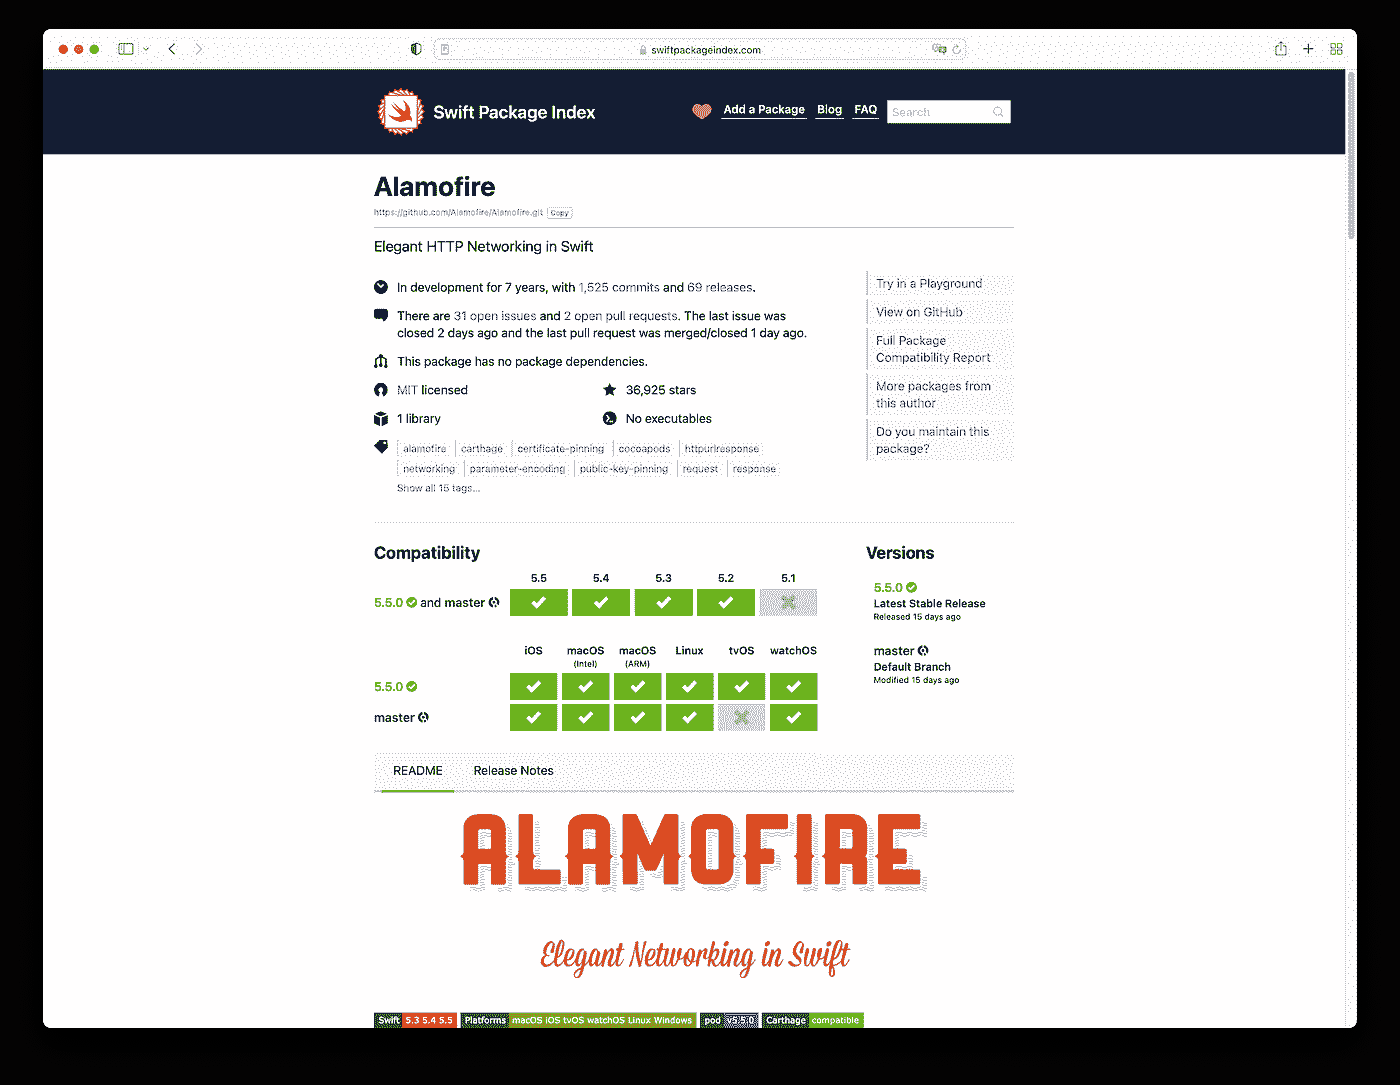 swiftpackageindex.com
Swift Package Index
Add a Package Blog FAQ Search
Alamofire
https://github.com/Alamofire/Alamofire.git Copy
Elegant HTTP Networking in Swift
In development for 7 years, with 1,525 commits and 69 releases.
There are 31 open issues and 2 open pull requests. The last issue was
closed 2 days ago and the last pull request was merged/closed 1 day ago.
This package has no package dependencies.
MIT licensed
36,925 stars
1 library
No executables
alamofire carthage certificate-pinning cocoapods httpurlresponse
networking parameter-encoding public-key-pinning request response
Show all 15 tags...
Try in a Playground
View on GitHub
Full Package
Compatibility Report
More packages from
this author
Do you maintain this
package?
Compatibility
5.5 5.4 5.3 5.2 5.1
5.5.0 and master
iOS macOS macOS Linux tvOS watchOS
(Intel) (ARM)
5.5.0
master
Versions
5.5.0
Latest Stable Release
Released 15 days ago
master
Default Branch
Modified 15 days ago
README Release Notes
ALAMOFIRE
Elegant Networking in Swift
Swift 5.3 5.4 5.5 Platforms macOS iOS tvOS watchOS Linux Windows pod v5.5.0 Carthage compatible